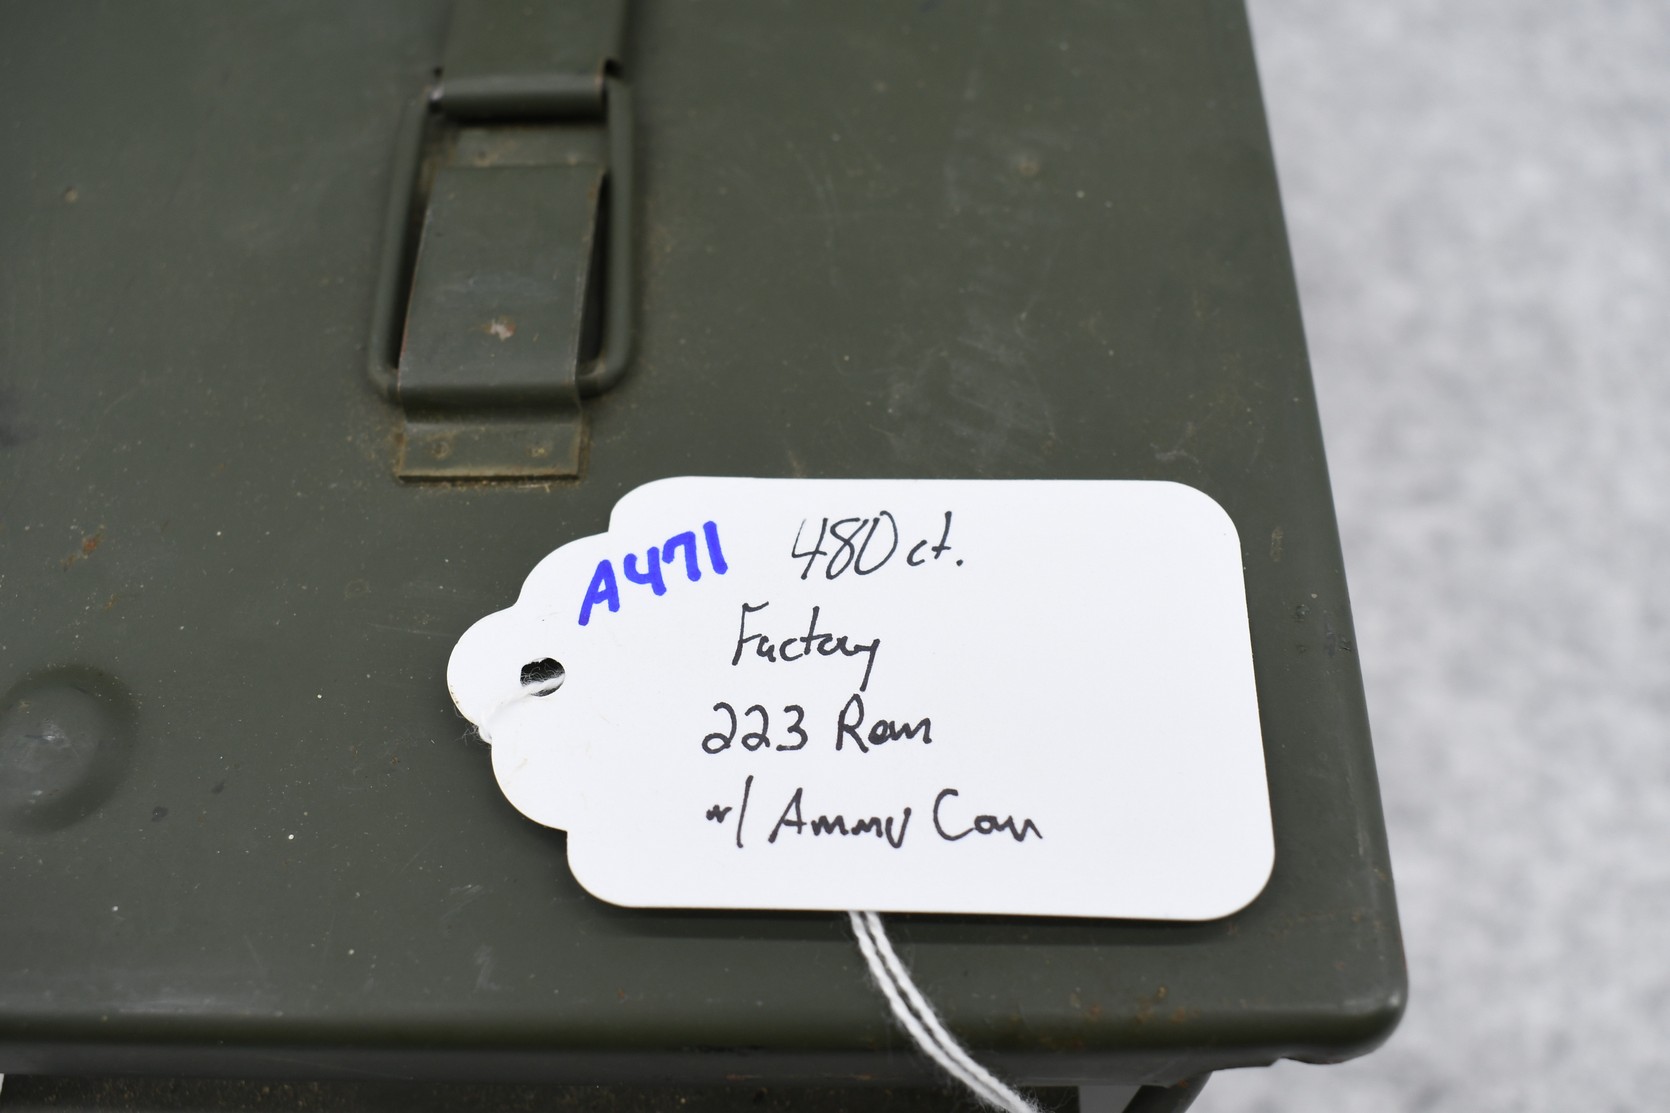 A471 480 ct.
Factory
223 Rem
w/ Ammo Can